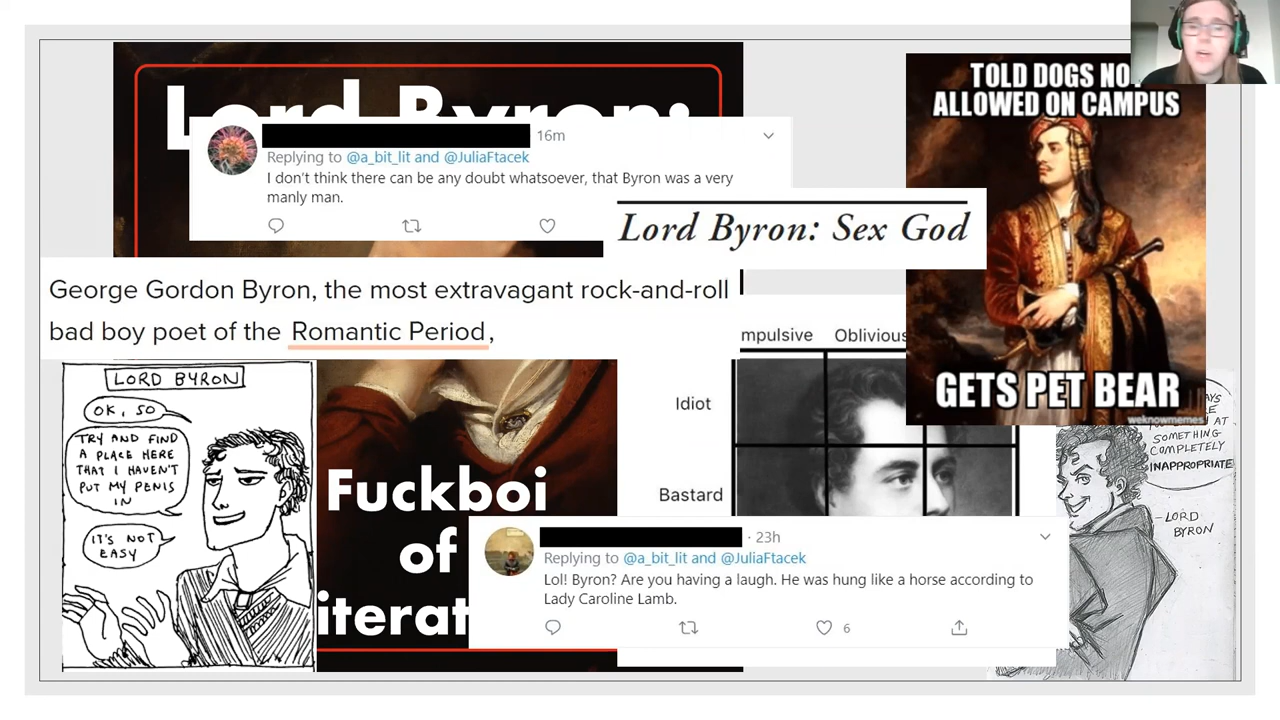 Lord Byron:
16m
Replying to @a_bit_lit and @JuliaFtacek
I don't think there can be any doubt whatsoever, that Byron was a very
manly man.
Lord Byron: Sex God
TOLD DOGS NOT
ALLOWED ON CAMPUS
GETS PET BEAR
weknowmemes
George Gordon Byron, the most extravagant rock-and-roll
bad boy poet of the Romantic Period,
mpulsive Oblivious
Idiot
Bastard
LORD BYRON
OK, SO
TRY AND FIND
A PLACE HERE
THAT I HAVEN'T
PUT MY PENIS
IN
IT'S NOT
EASY
Fuckboi
of
iterat
· 23h
Replying to @a_bit_lit and @JuliaFtacek
Lol! Byron? Are you having a laugh. He was hung like a horse according to
Lady Caroline Lamb.
6
AT
SOMETHING
COMPLETELY
INAPPROPRIATE
-LORD
BYRON